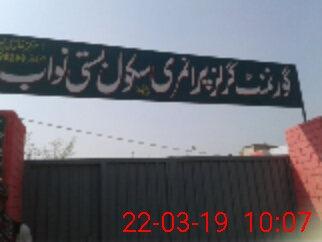 گورنمنٹ گرلز پرائمری سکول بستی نواب
22-03-19 10:07